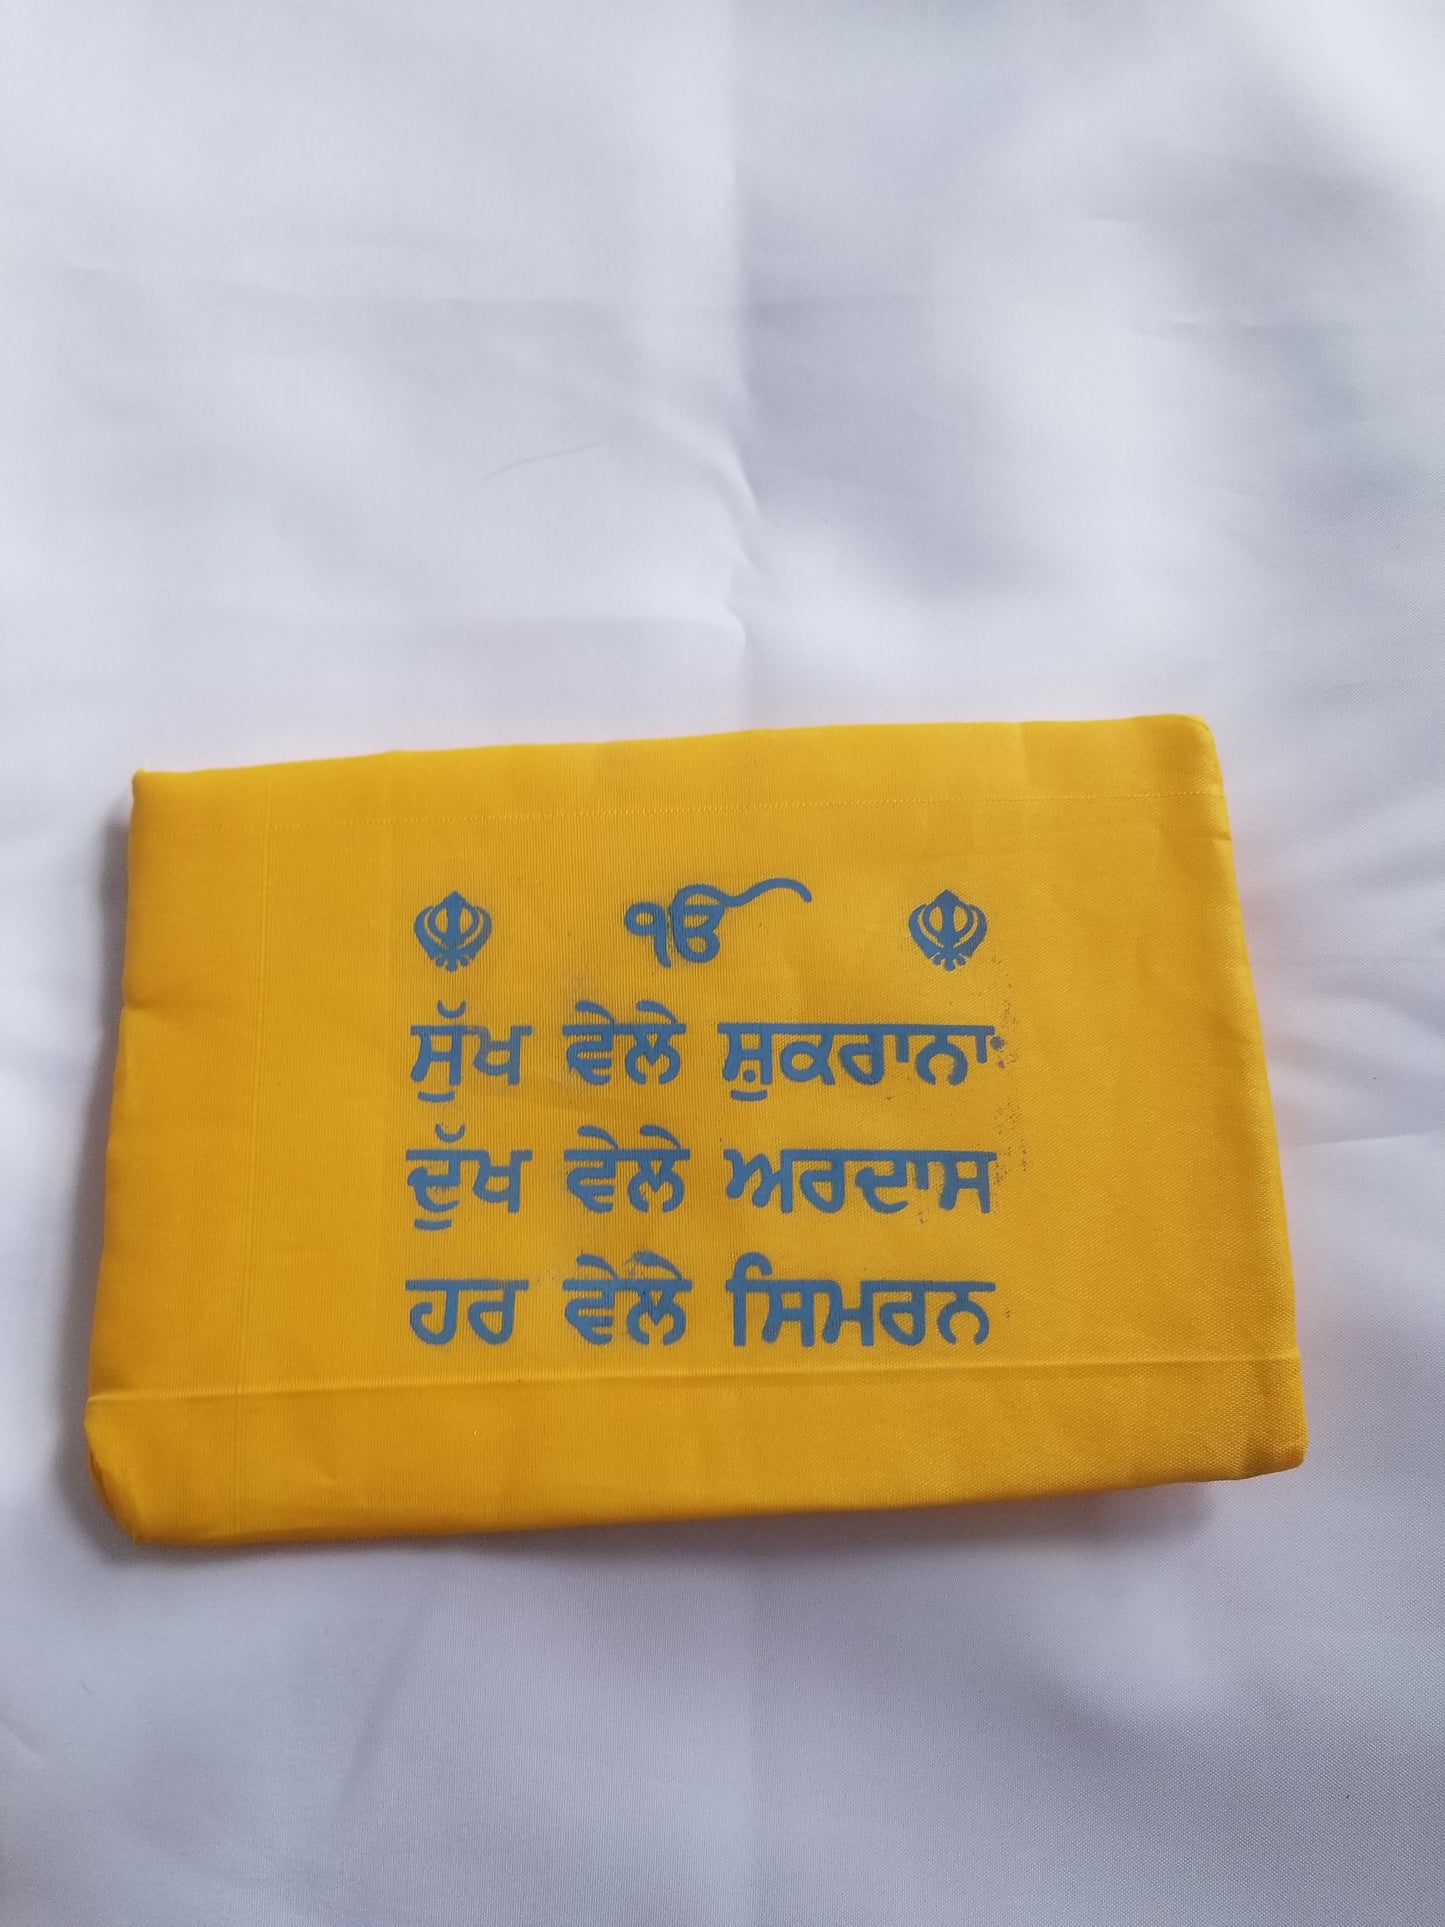 ੴ
ਸੁੱਖ ਵੇਲੇ ਸ਼ੁਕਰਾਨਾ
ਦੁੱਖ ਵੇਲੇ ਅਰਦਾਸ
ਹਰ ਵੇਲੇ ਸਿਮਰਨ